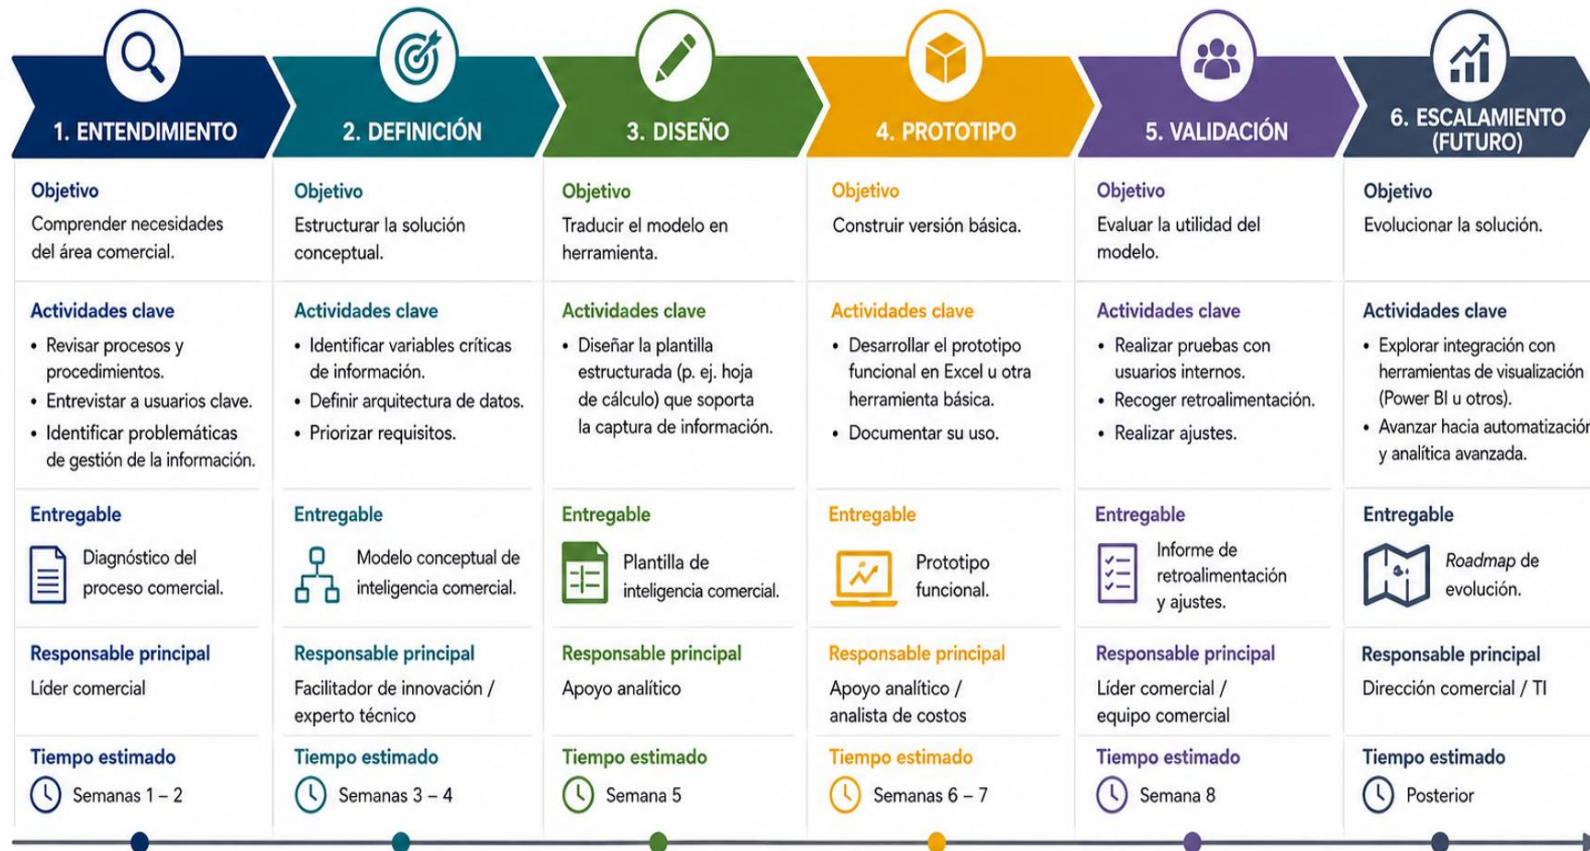 1. ENTENDIMIENTO
Objetivo
Comprender necesidades
del área comercial.
Actividades clave
• Revisar procesos y
procedimientos.
• Entrevistar a usuarios clave.
• Identificar problemáticas
de gestión de la información.
Entregable
Diagnóstico del
proceso comercial.
Responsable principal
Líder comercial
Tiempo estimado
Semanas 1 – 2
2. DEFINICIÓN
Objetivo
Estructurar la solución
conceptual.
Actividades clave
• Identificar variables críticas
de información.
• Definir arquitectura de datos.
• Priorizar requisitos.
Entregable
Modelo conceptual de
inteligencia comercial.
Responsable principal
Facilitador de innovación /
experto técnico
Tiempo estimado
Semanas 3 – 4
3. DISEÑO
Objetivo
Traducir el modelo en
herramienta.
Actividades clave
• Diseñar la plantilla
estructurada (p. ej. hoja
de cálculo) que soporta
la captura de información.
Entregable
Plantilla de
inteligencia comercial.
Responsable principal
Apoyo analítico
Tiempo estimado
Semana 5
4. PROTOTIPO
Objetivo
Construir versión básica.
Actividades clave
• Desarrollar el prototipo
funcional en Excel u otra
herramienta básica.
• Documentar su uso.
Entregable
Prototipo
funcional.
Responsable principal
Apoyo analítico /
analista de costos
Tiempo estimado
Semanas 6 – 7
5. VALIDACIÓN
Objetivo
Evaluar la utilidad del
modelo.
Actividades clave
• Realizar pruebas con
usuarios internos.
• Recoger retroalimentación.
• Realizar ajustes.
Entregable
Informe de
retroalimentación
y ajustes.
Responsable principal
Líder comercial /
equipo comercial
Tiempo estimado
Semana 8
6. ESCALAMIENTO
(FUTURO)
Objetivo
Evolucionar la solución.
Actividades clave
• Explorar integración con
herramientas de visualización
(Power BI u otros).
• Avanzar hacia automatización
y analítica avanzada.
Entregable
Roadmap de
evolución.
Responsable principal
Dirección comercial / TI
Tiempo estimado
Posterior